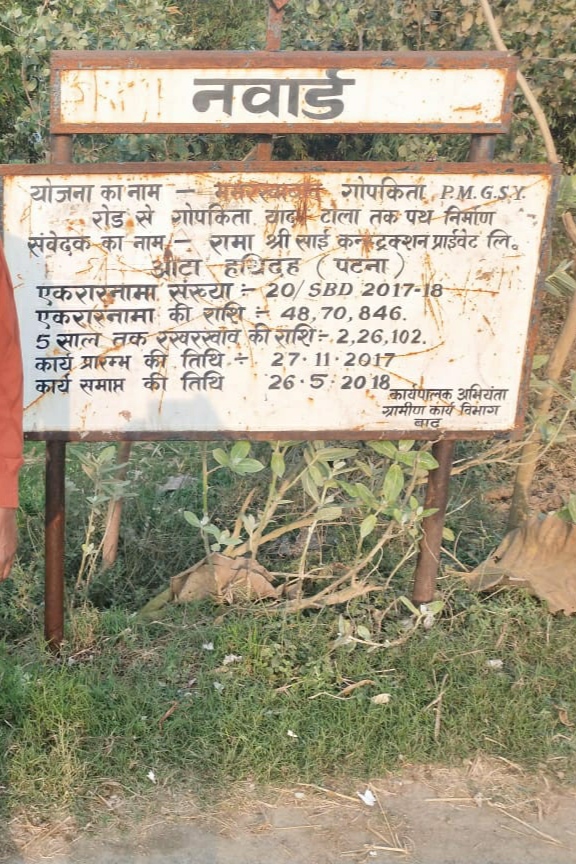 नवार्ड
योजना का नाम — गोपकिता P.M.G.S.Y.
रोड से गोपकिता यादव टोला तक पथ निर्माण
संवेदक का नाम — रामा श्री साई कन्स्ट्रक्शन प्राईवेट लि॰
औंटा हथिदह (पटना)
एकरारनामा संख्या :- 20/SBD 2017-18
एकरारनामा की राशि :- 48,70,846.
5 साल तक रखरखाव की राशि:- 2,26,102.
कार्य प्रारम्भ की तिथि :- 27·11·2017
कार्य समाप्त की तिथि 26·5·2018
कार्यपालक अभियंता
ग्रामीण कार्य विभाग
बाढ़